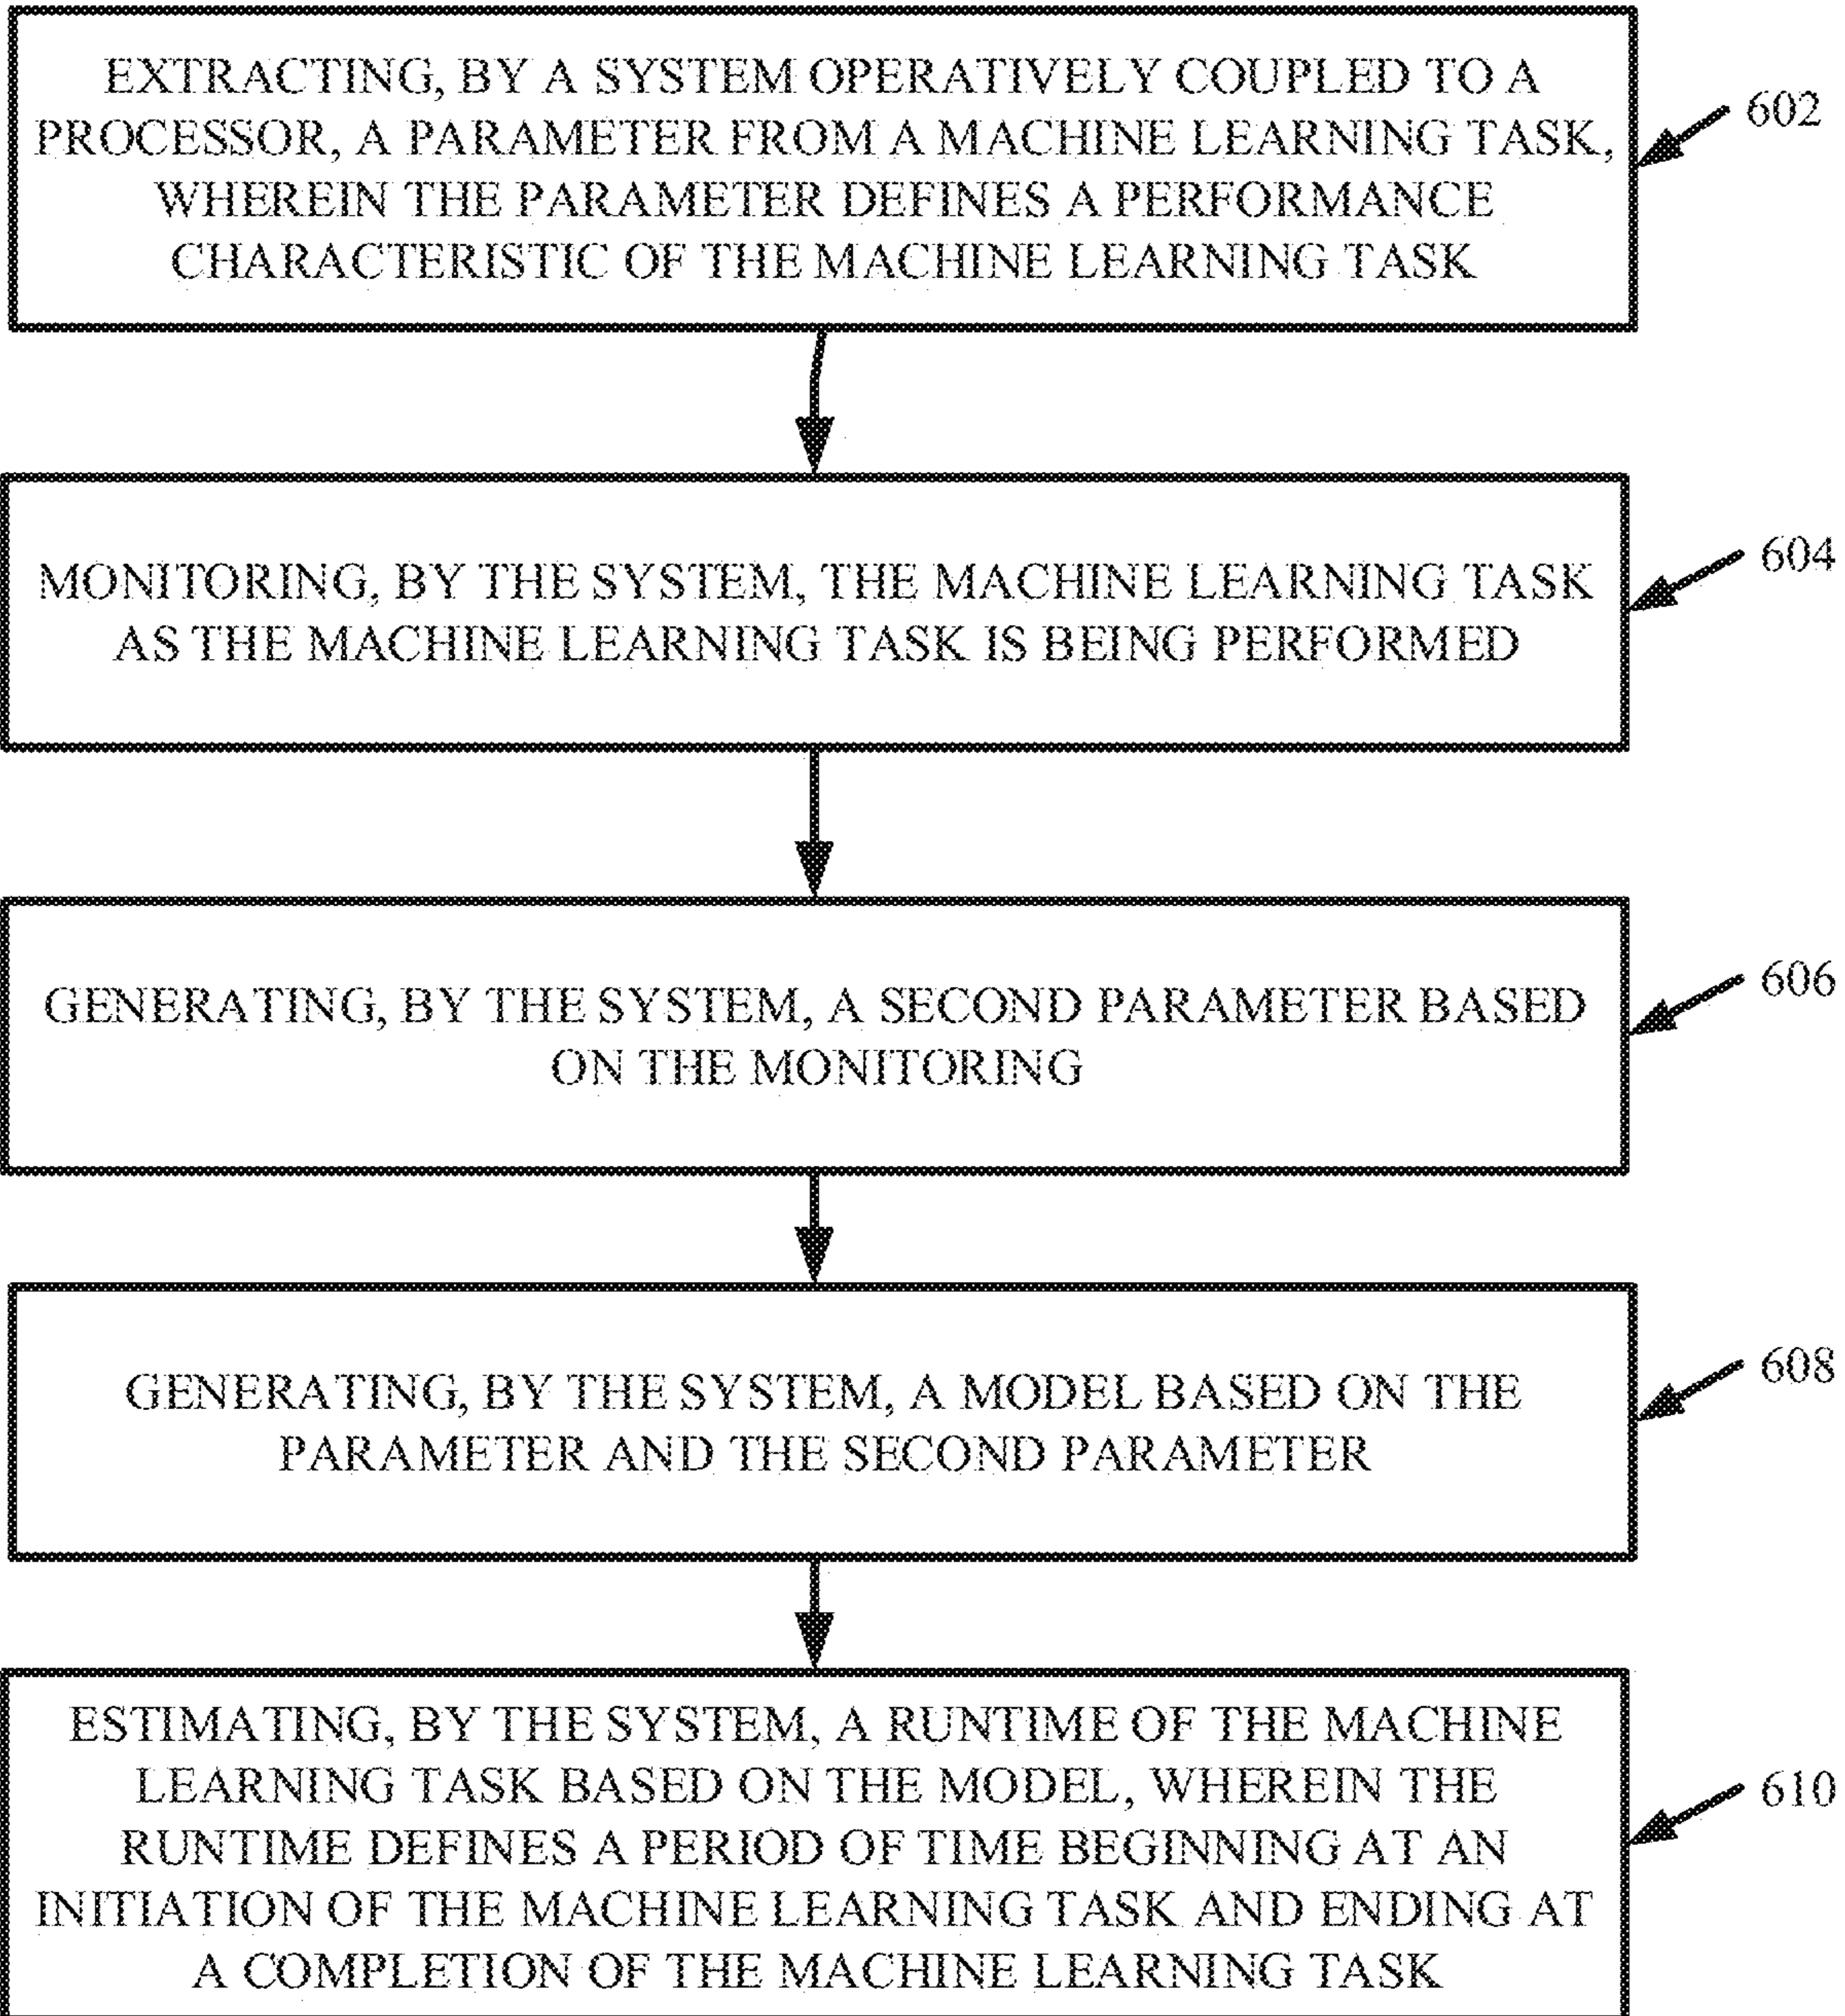 EXTRACTING, BY A SYSTEM OPERATIVELY COUPLED TO A
PROCESSOR, A PARAMETER FROM A MACHINE LEARNING TASK,
WHEREIN THE PARAMETER DEFINES A PERFORMANCE
CHARACTERISTIC OF THE MACHINE LEARNING TASK
602
MONITORING, BY THE SYSTEM, THE MACHINE LEARNING TASK
AS THE MACHINE LEARNING TASK IS BEING PERFORMED
604
GENERATING, BY THE SYSTEM, A SECOND PARAMETER BASED
ON THE MONITORING
606
GENERATING, BY THE SYSTEM, A MODEL BASED ON THE
PARAMETER AND THE SECOND PARAMETER
608
ESTIMATING, BY THE SYSTEM, A RUNTIME OF THE MACHINE
LEARNING TASK BASED ON THE MODEL, WHEREIN THE
RUNTIME DEFINES A PERIOD OF TIME BEGINNING AT AN
INITIATION OF THE MACHINE LEARNING TASK AND ENDING AT
A COMPLETION OF THE MACHINE LEARNING TASK
610